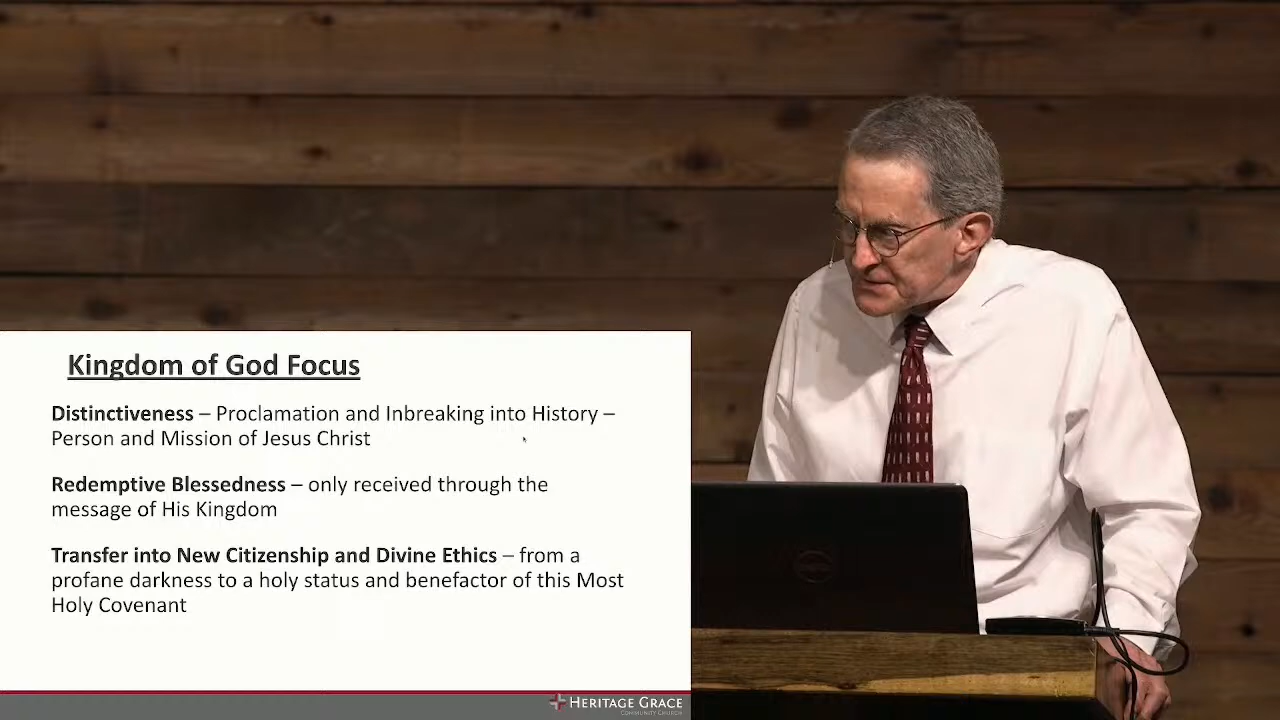 Kingdom of God Focus
Distinctiveness – Proclamation and Inbreaking into History –
Person and Mission of Jesus Christ
Redemptive Blessedness – only received through the
message of His Kingdom
Transfer into New Citizenship and Divine Ethics – from a
profane darkness to a holy status and benefactor of this Most
Holy Covenant
HERITAGE GRACE
COMMUNITY CHURCH